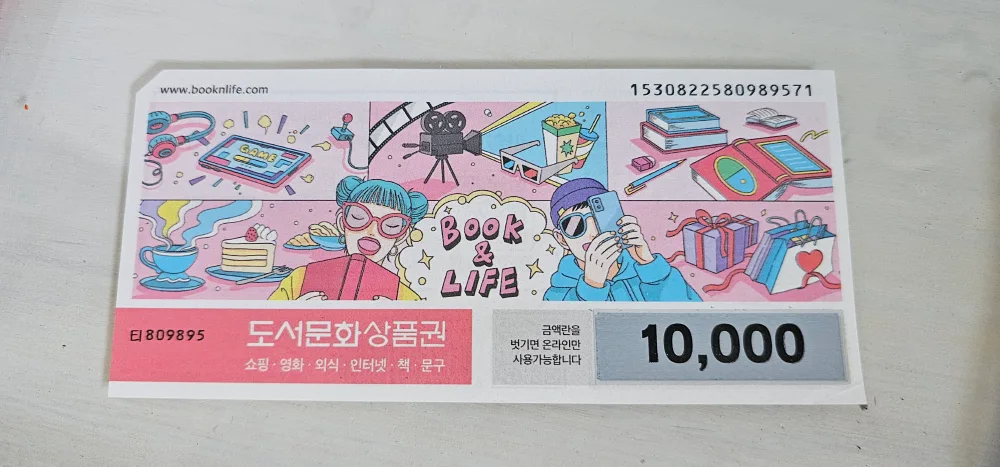 www.booknlife.com
1530822580989571
GAME
BOOK
&
LIFE
티809895
도서문화상품권
쇼핑·영화·외식·인터넷·책·문구
금액란을
벗기면 온라인만
사용가능합니다
10,000